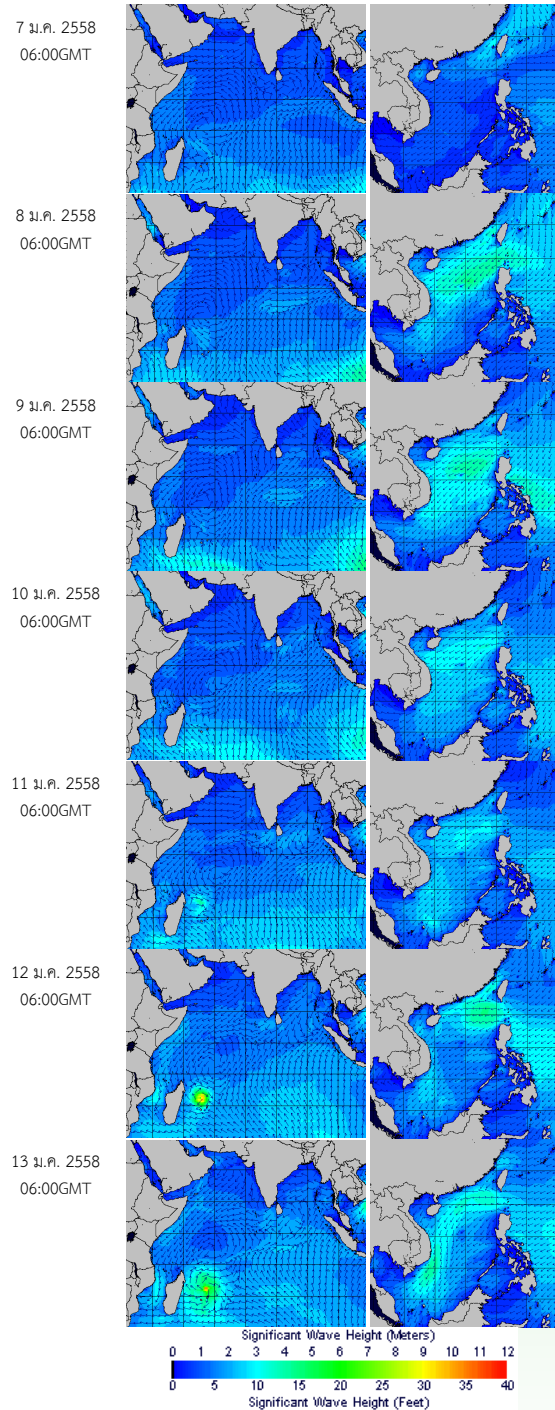 7 ม.ค. 2558
06:00GMT
8 ม.ค. 2558
06:00GMT
9 ม.ค. 2558
06:00GMT
10 ม.ค. 2558
06:00GMT
11 ม.ค. 2558
06:00GMT
12 ม.ค. 2558
06:00GMT
13 ม.ค. 2558
06:00GMT
Significant Wave Height (Meters)
0 1 2 3 4 5 6 7 8 9 10 11 12
0 5 10 15 20 25 30 35 40
Significant Wave Height (Feet)